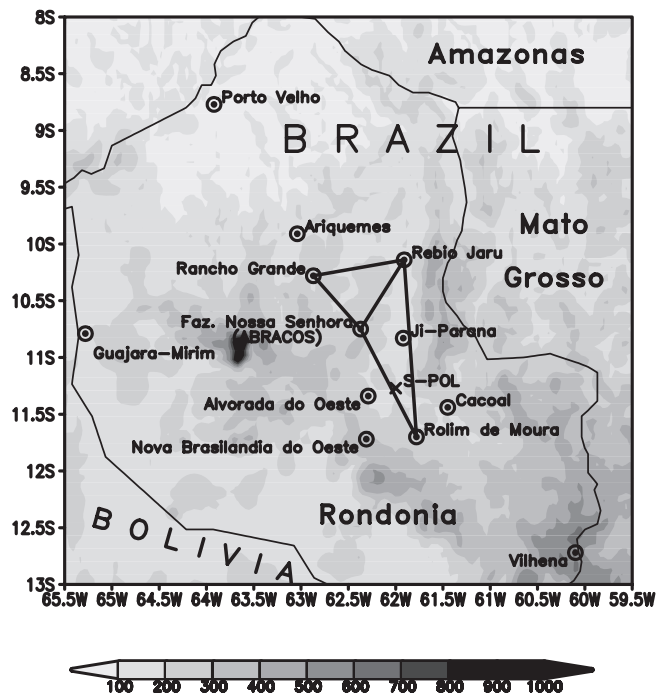 8S
Amazonas
8.5S
Porto Velho
9S
BRAZIL
9.5S
Mato
Ariquemes
10S
Rebio Jaru
Rancho Grande
Grosso
10.5S
Faz. Nossa Senhora
Ji-Parana
(ABRACOS)
11S
Guajara-Mirim
S-POL
Cacoal
Alvorada do Oeste
11.5S
Rolim de Moura
Nova Brasilandia do Oeste
12S
Rondonia
12.5S
BOLIVIA
Vilhena
13S
65.5W 65W 64.5W 64W 63.5W 63W 62.5W 62W 61.5W 61W 60.5W 60W 59.5W
100 200 300 400 500 600 700 800 900 1000